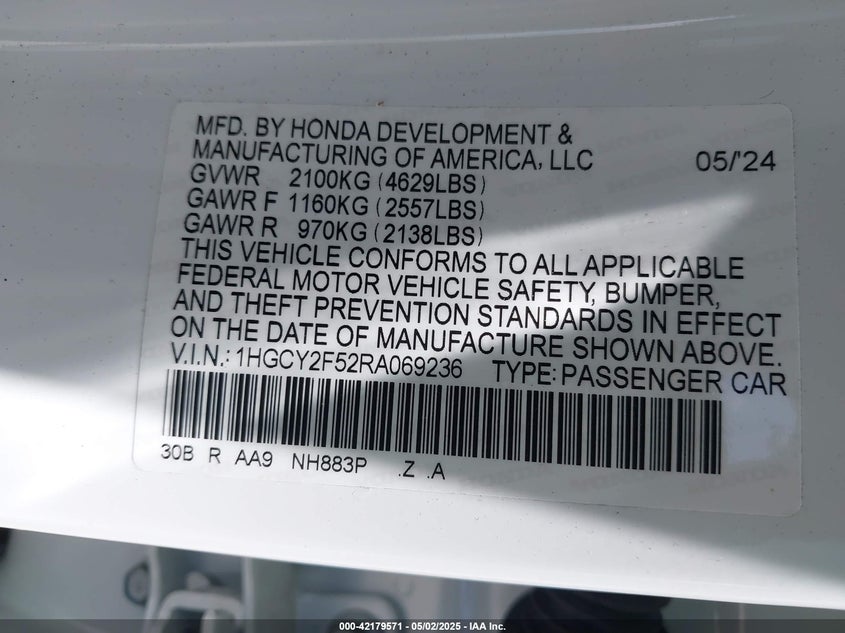 MFD. BY HONDA DEVELOPMENT &
MANUFACTURING OF AMERICA, LLC 05/'24
GVWR 2100KG (4629LBS)
GAWR F 1160KG (2557LBS)
GAWR R 970KG (2138LBS)
THIS VEHICLE CONFORMS TO ALL APPLICABLE
FEDERAL MOTOR VEHICLE SAFETY, BUMPER,
AND THEFT PREVENTION STANDARDS IN EFFECT
ON THE DATE OF MANUFACTURE SHOWN ABOVE.
V.I.N.: 1HGCY2F52RA069236 TYPE: PASSENGER CAR
30B R AA9 NH883P .Z .A
000-42179571 - 05/02/2025 - IAA Inc.